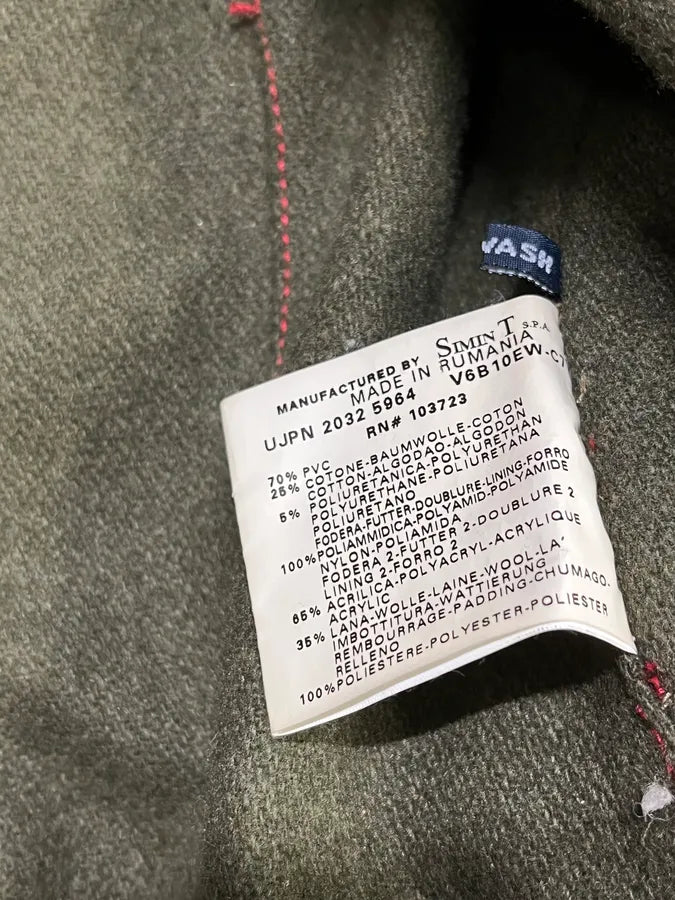 WASH
MANUFACTURED BY SIMIN T S.P.A.
MADE IN RUMANIA
UJPN 2032 5964 V6B10EW-C7
RN# 103723
70% PVC
25% COTONE-BAUMWOLLE-COTON
COTTON-ALGODAO-ALGODON
5% POLIURETANICA-POLYURETHAN
POLYURETHANE-POLIURETANA
POLIURETANO
FODERA-FUTTER-DOUBLURE-LINING-FORRO
100% POLIAMMIDICA-POLYAMID-POLYAMIDE
NYLON-POLIAMIDA
FODERA 2-FUTTER 2-DOUBLURE 2
LINING 2-FORRO 2
65% ACRILICA-POLYACRYL-ACRYLIQUE
ACRYLIC
35% LANA-WOLLE-LAINE-WOOL-LA'
IMBOTTITURA-WATTIERUNG
REMBOURRAGE-PADDING-CHUMAGO-
RELLENO
100% POLIESTERE-POLYESTER-POLIESTER